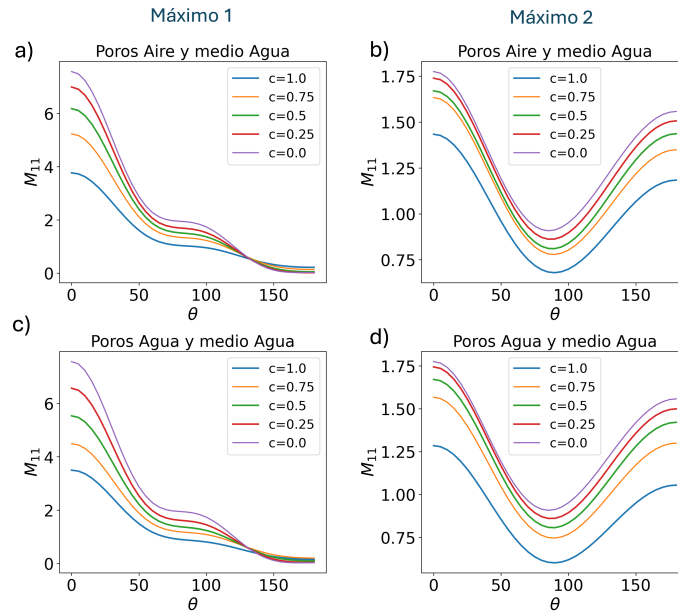 Máximo 1
Máximo 2
a)
Poros Aire y medio Agua
c=1.0
c=0.75
c=0.5
c=0.25
c=0.0
M₁₁
6
4
2
0
0 50 100 150
θ
b)
Poros Aire y medio Agua
c=1.0
c=0.75
c=0.5
c=0.25
c=0.0
M₁₁
1.75
1.50
1.25
1.00
0.75
0 50 100 150
θ
c)
Poros Agua y medio Agua
c=1.0
c=0.75
c=0.5
c=0.25
c=0.0
M₁₁
6
4
2
0
0 50 100 150
θ
d)
Poros Agua y medio Agua
c=1.0
c=0.75
c=0.5
c=0.25
c=0.0
M₁₁
1.75
1.50
1.25
1.00
0.75
0 50 100 150
θ